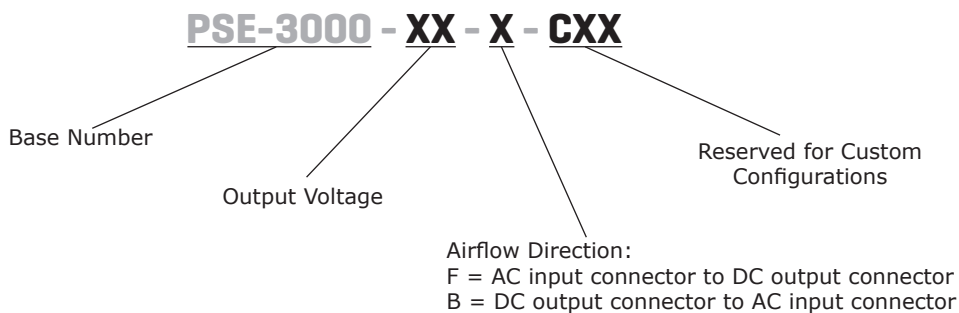 PSE-3000 - XX - X - CXX
Base Number
Output Voltage
Reserved for Custom
Configurations
Airflow Direction:
F = AC input connector to DC output connector
B = DC output connector to AC input connector